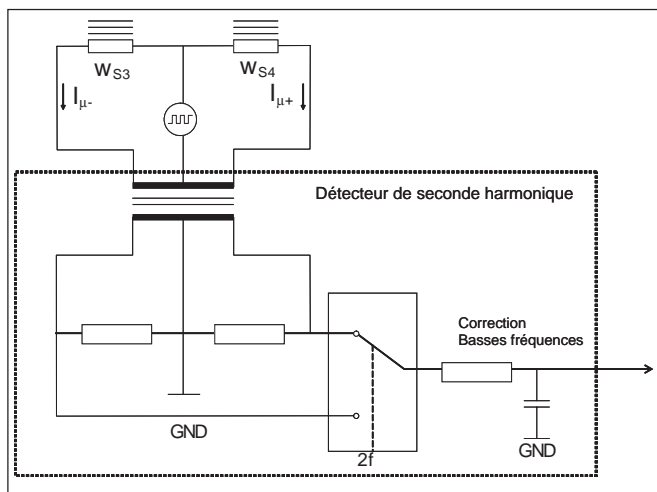 W_S3
W_S4
I_μ-
I_μ+
Détecteur de seconde harmonique
Correction
Basses fréquences
GND
2f
GND